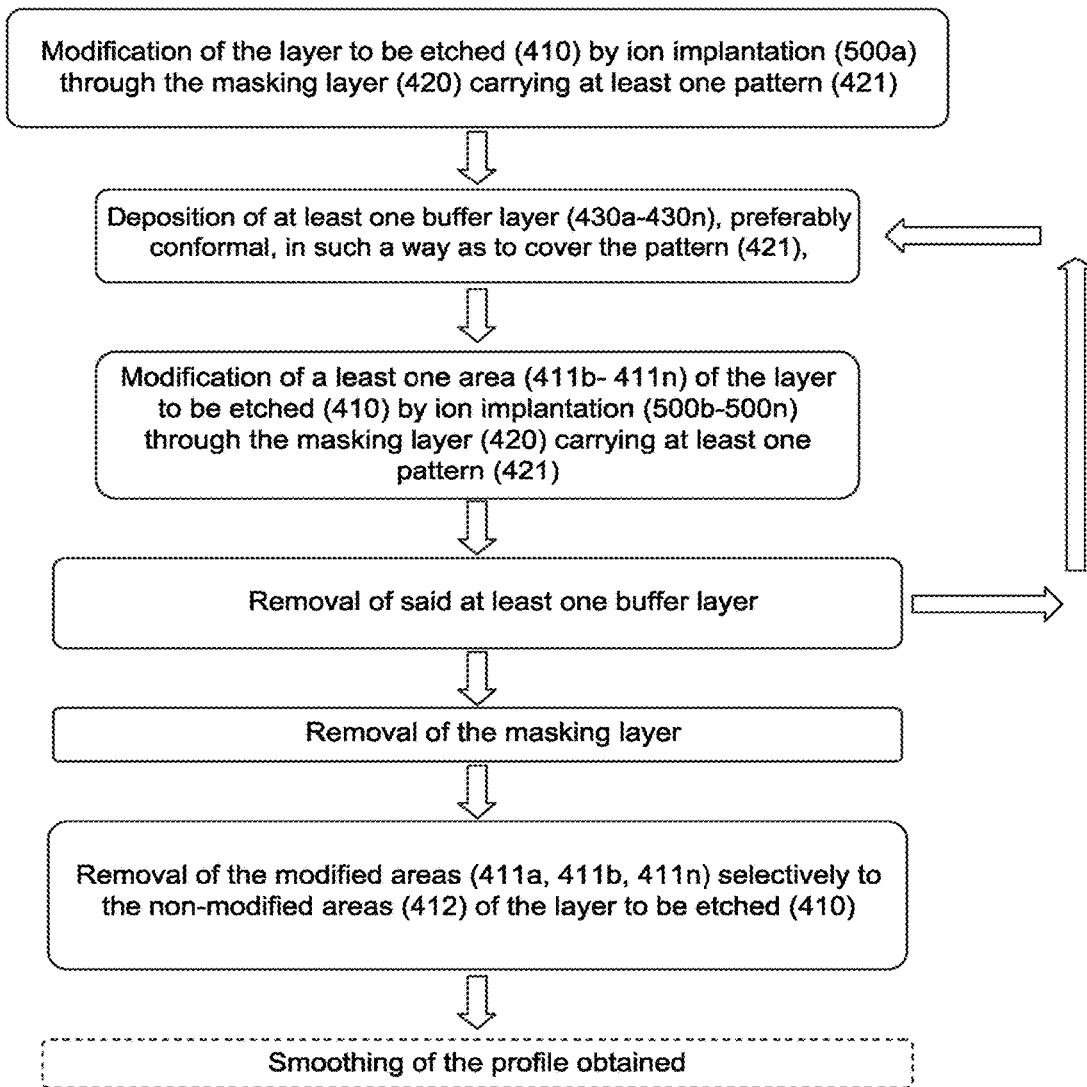 Modification of the layer to be etched (410) by ion implantation (500a)
through the masking layer (420) carrying at least one pattern (421)
Deposition of at least one buffer layer (430a-430n), preferably
conformal, in such a way as to cover the pattern (421),
Modification of a least one area (411b- 411n) of the layer
to be etched (410) by ion implantation (500b-500n)
through the masking layer (420) carrying at least one
pattern (421)
Removal of said at least one buffer layer
Removal of the masking layer
Removal of the modified areas (411a, 411b, 411n) selectively to
the non-modified areas (412) of the layer to be etched (410)
Smoothing of the profile obtained